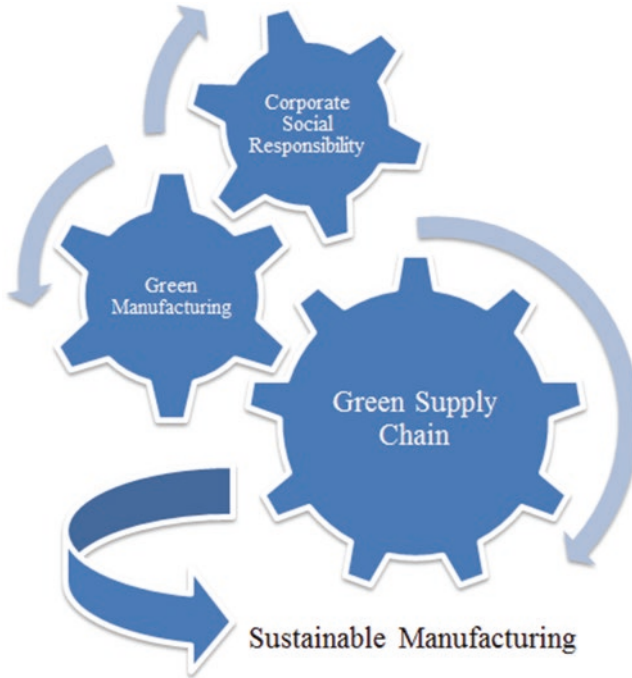 Corporate
Social
Responsibility
Green
Manufacturing
Green Supply
Chain
Sustainable Manufacturing